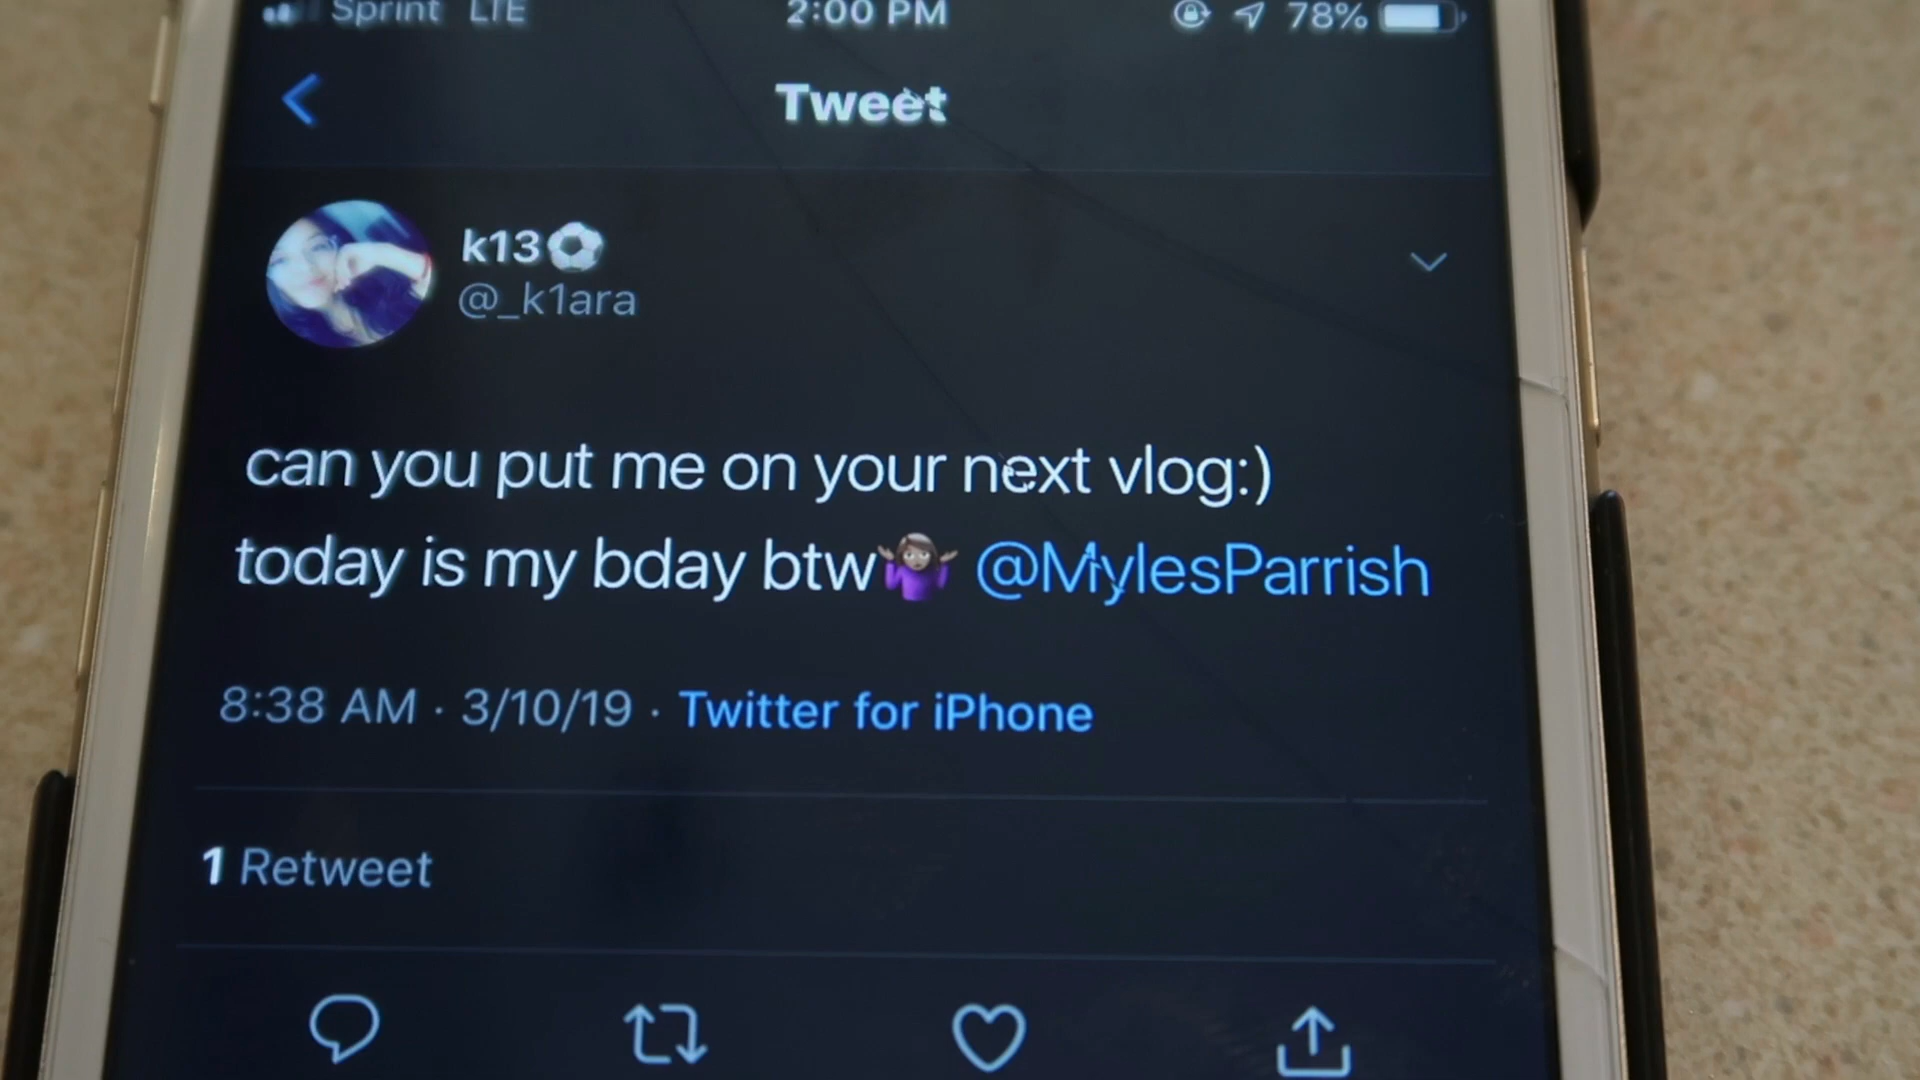 Sprint LTE 2:00 PM 78%
Tweet
k13⚽
@_k1ara
can you put me on your next vlog:)
today is my bday btw🤷🏽‍♀️ @MylesParrish
8:38 AM · 3/10/19 · Twitter for iPhone
1 Retweet